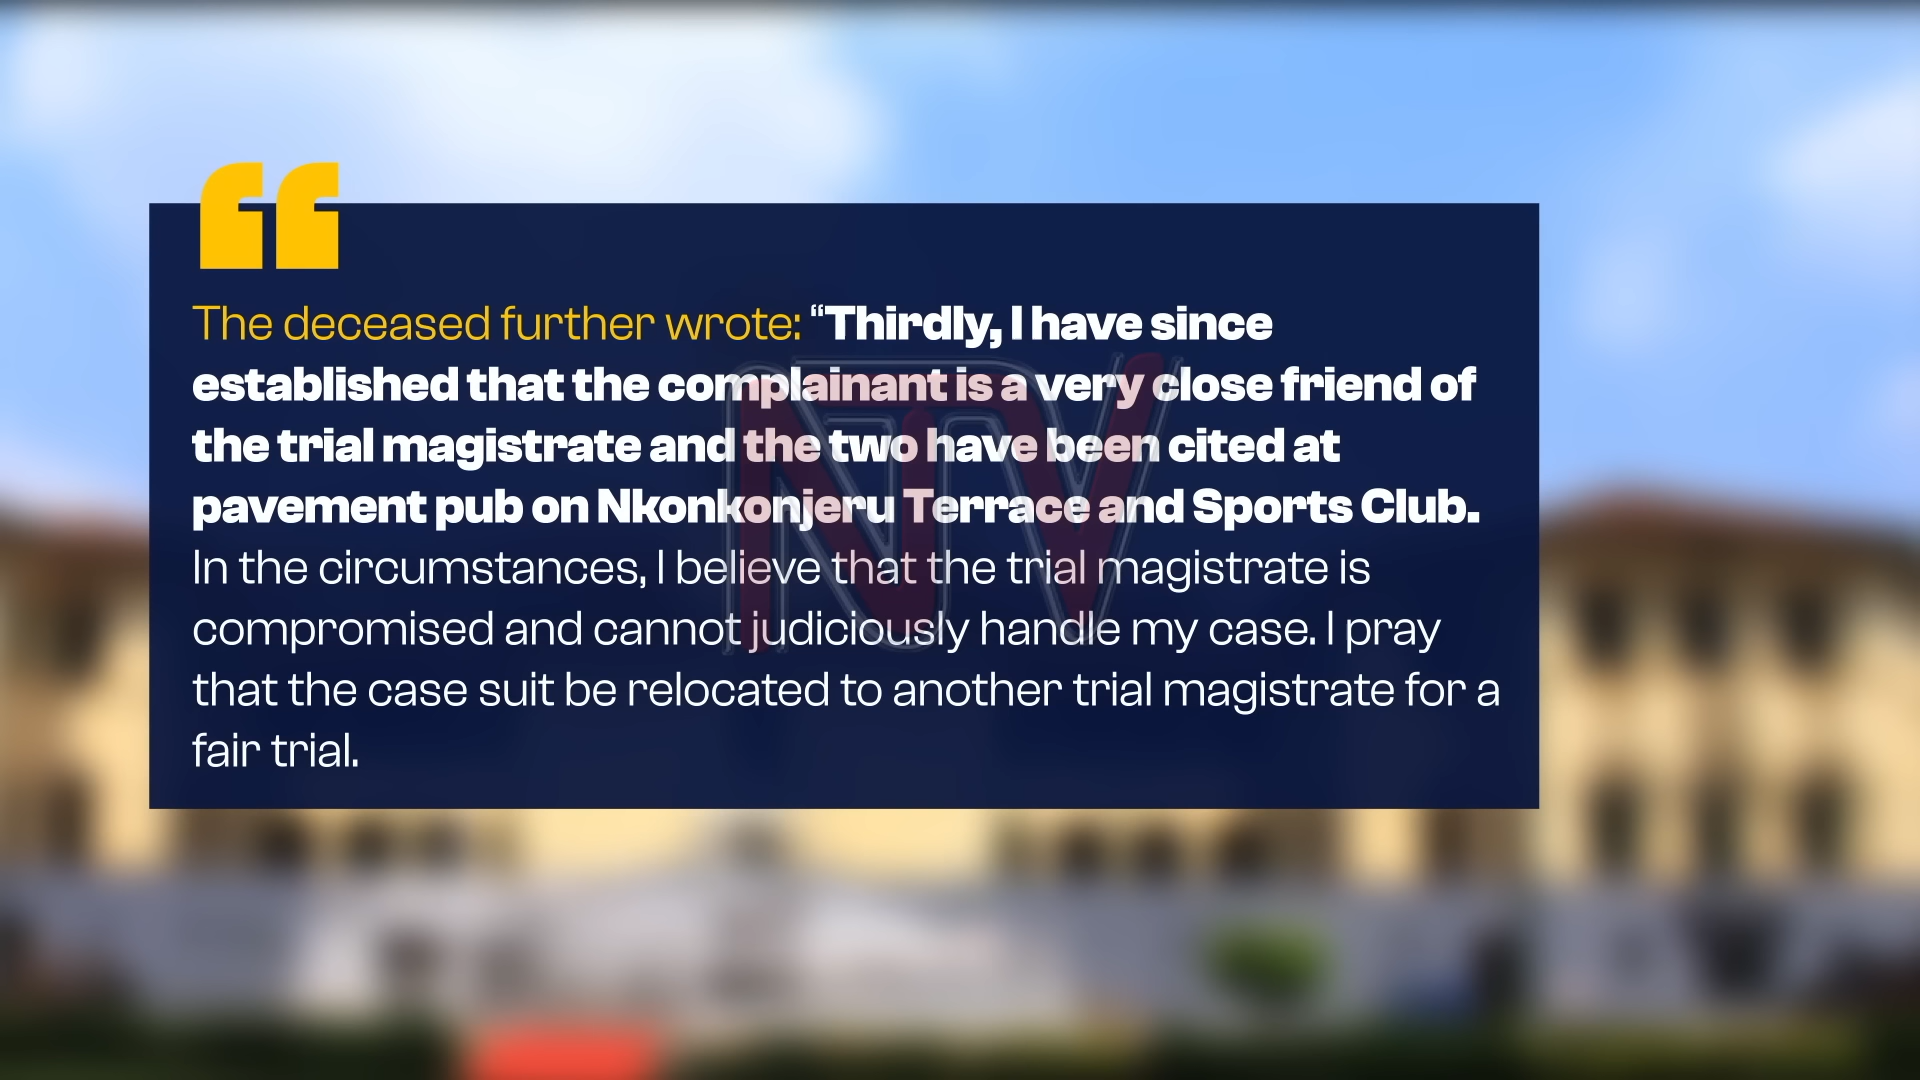 The deceased further wrote: “Thirdly, I have since
established that the complainant is a very close friend of
the trial magistrate and the two have been cited at
pavement pub on Nkonkonjeru Terrace and Sports Club.
In the circumstances, I believe that the trial magistrate is
compromised and cannot judiciously handle my case. I pray
that the case suit be relocated to another trial magistrate for a
fair trial.
NTV